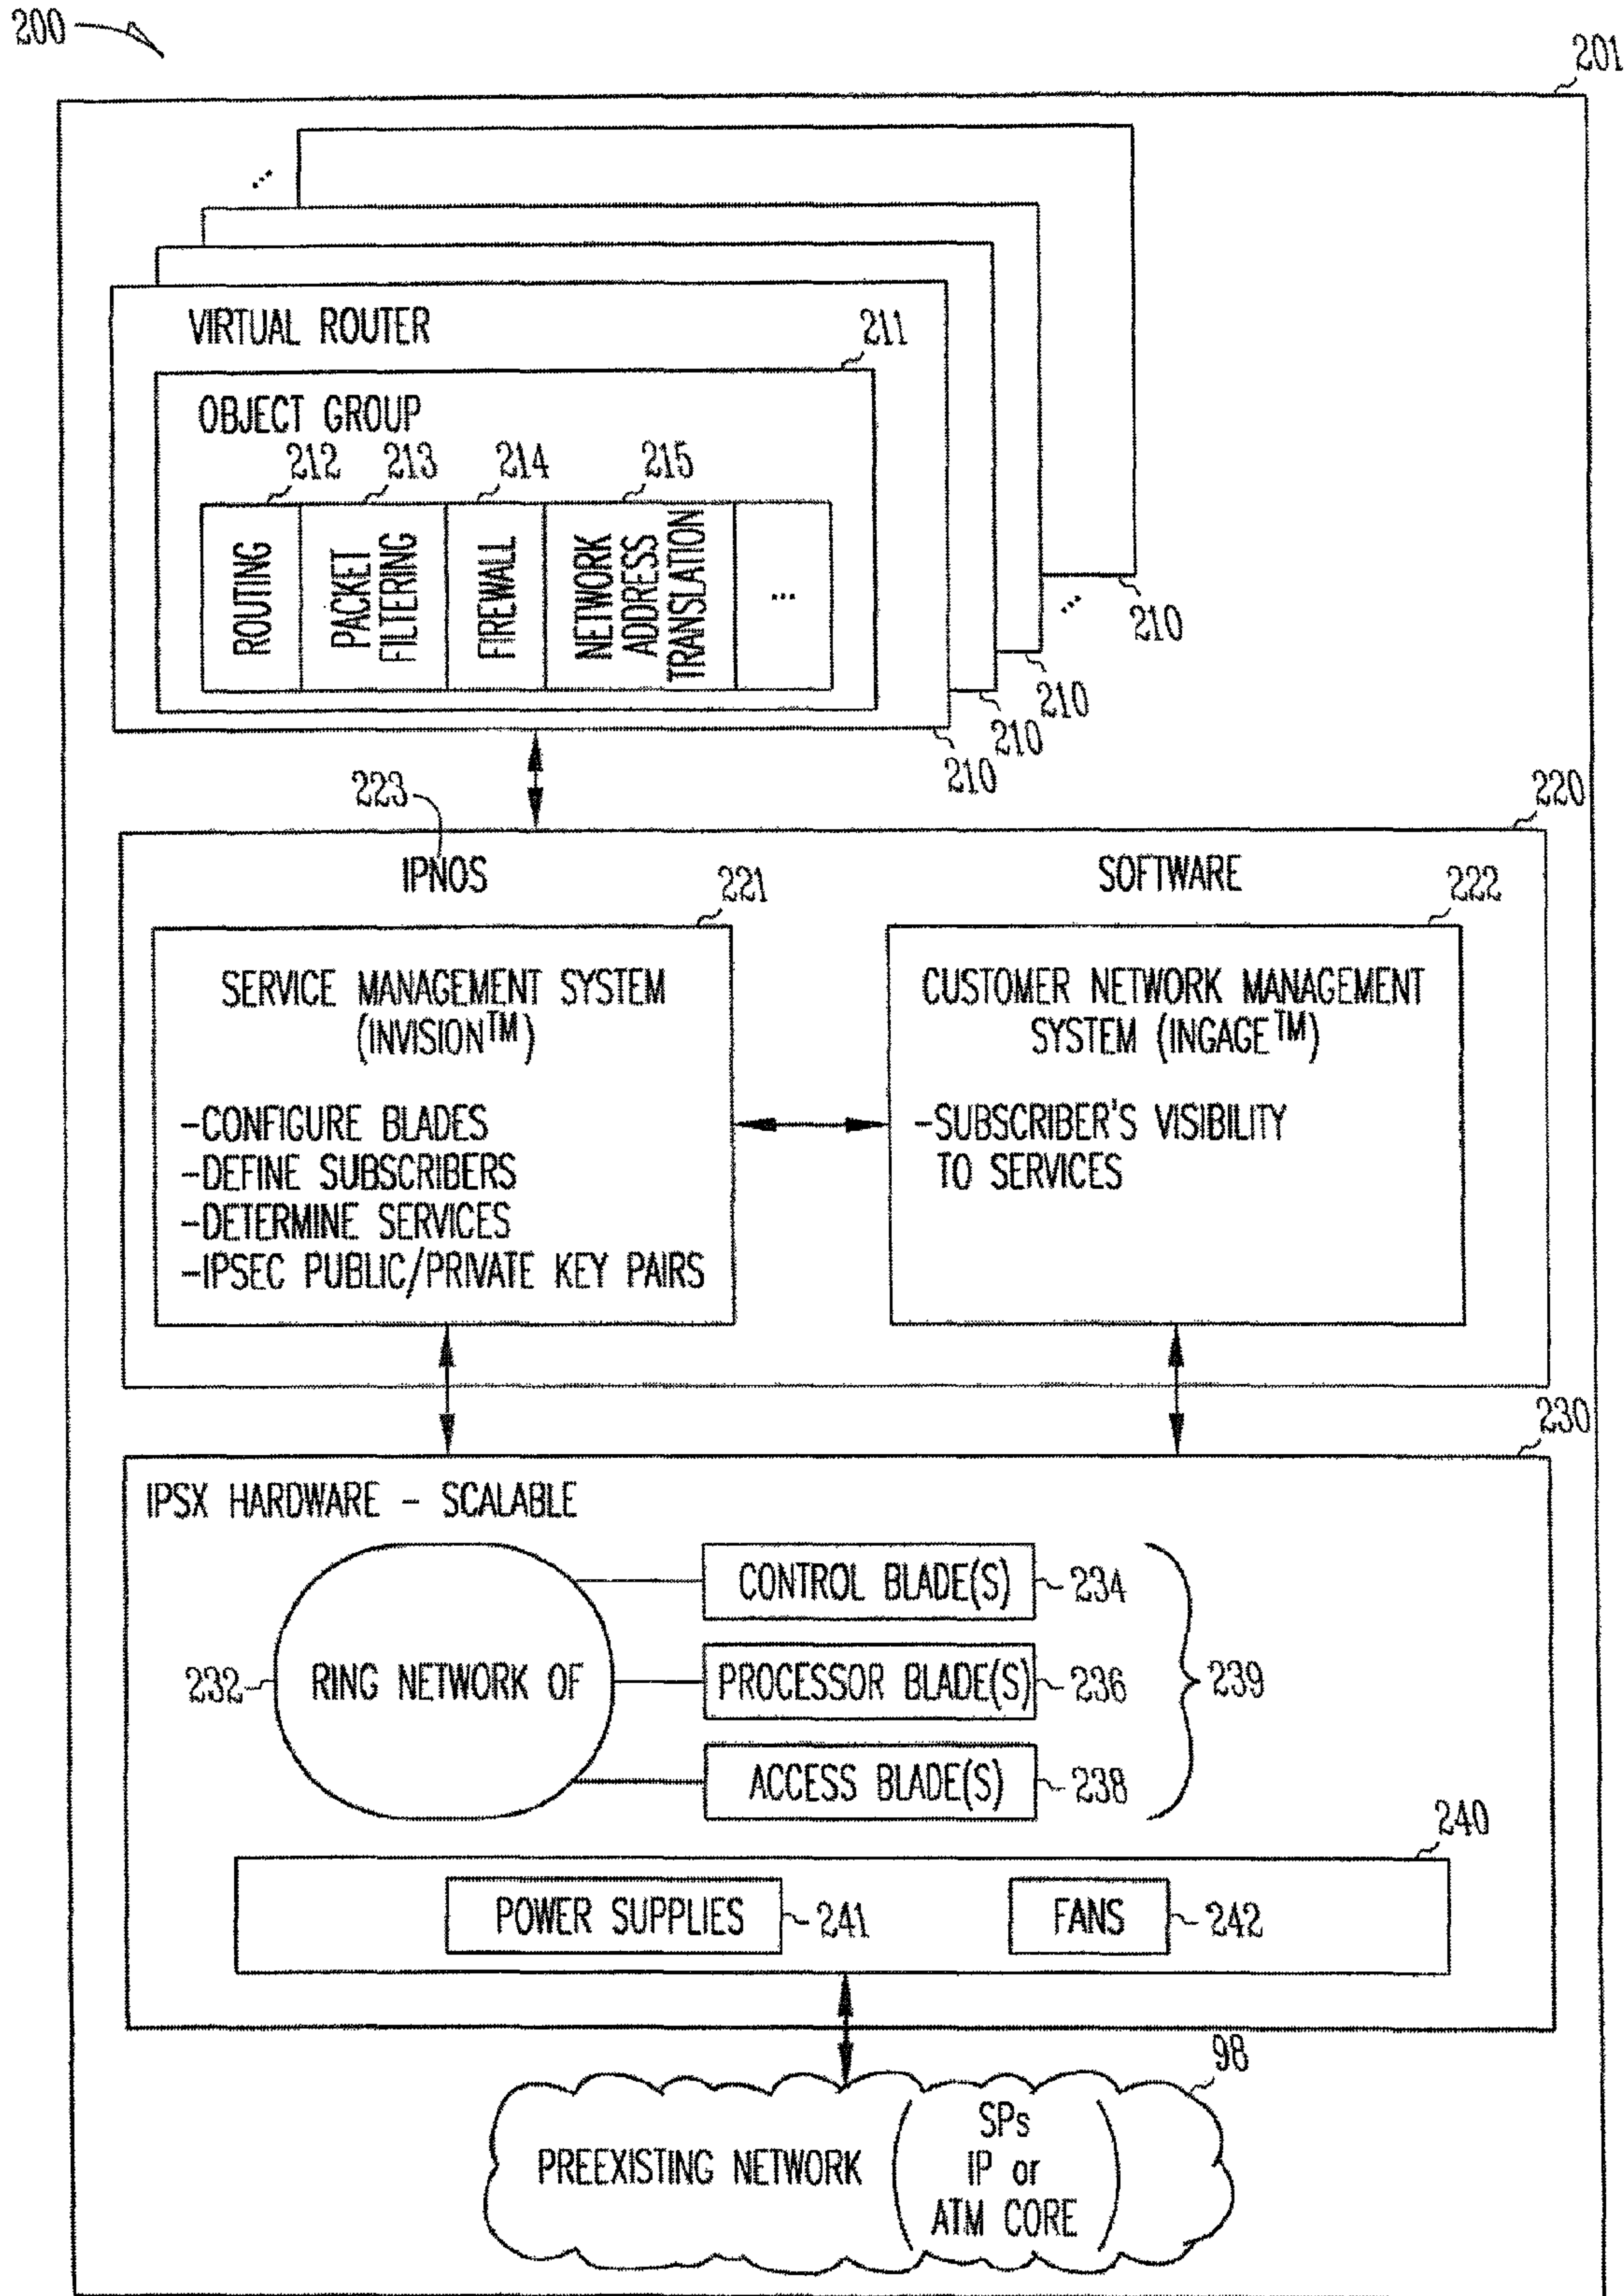 200
201
...
VIRTUAL ROUTER
211
OBJECT GROUP
212
213
214
215
ROUTING
PACKET
FILTERING
FIREWALL
NETWORK
ADDRESS
TRANSLATION
...
...
210
210
210
210
223
220
IPNOS
SOFTWARE
221
222
SERVICE MANAGEMENT SYSTEM
(INVISION™)
-CONFIGURE BLADES
-DEFINE SUBSCRIBERS
-DETERMINE SERVICES
-IPSEC PUBLIC/PRIVATE KEY PAIRS
CUSTOMER NETWORK MANAGEMENT
SYSTEM (INGAGE™)
-SUBSCRIBER'S VISIBILITY
TO SERVICES
230
IPSX HARDWARE - SCALABLE
232
RING NETWORK OF
CONTROL BLADE(S)
234
PROCESSOR BLADE(S)
236
ACCESS BLADE(S)
238
239
240
POWER SUPPLIES
241
FANS
242
98
PREEXISTING NETWORK
SPs
IP or
ATM CORE